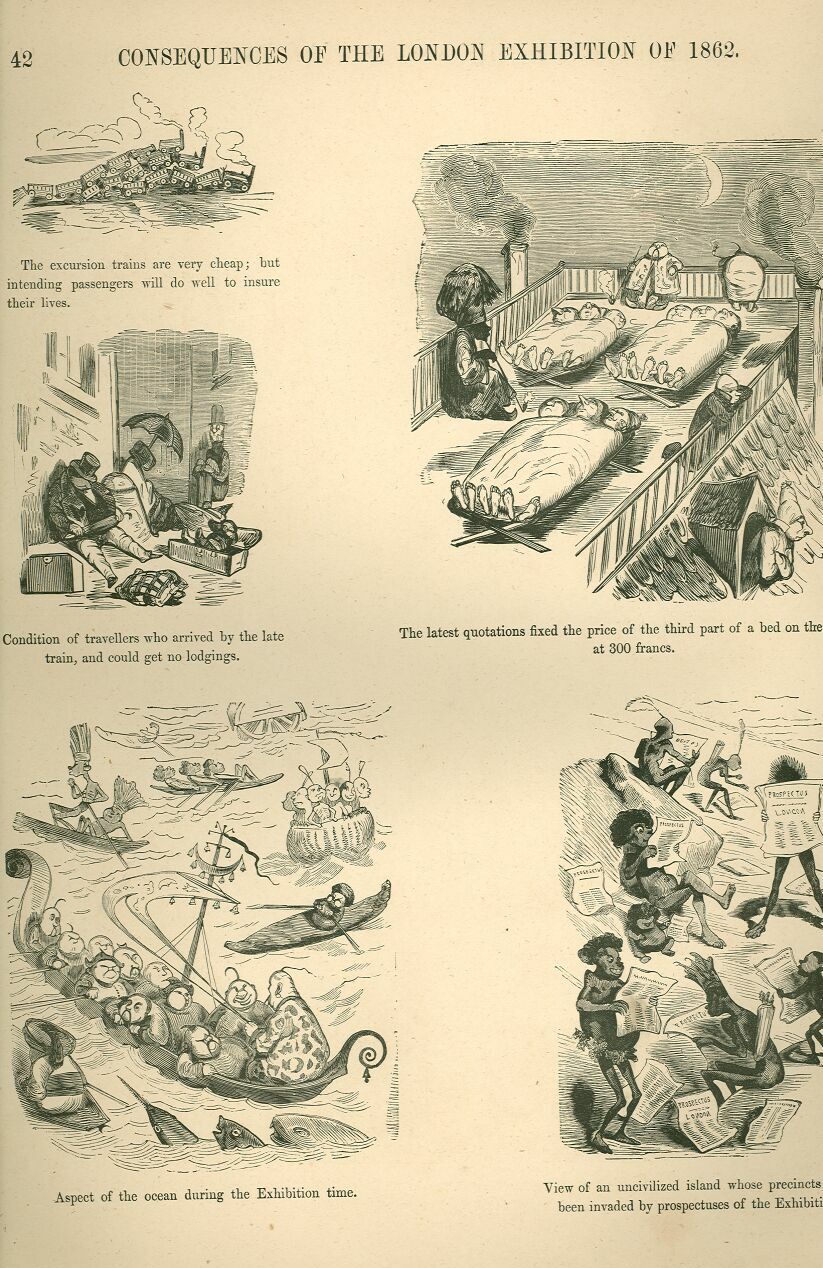 42
CONSEQUENCES OF THE LONDON EXHIBITION OF 1862.
The excursion trains are very cheap; but
intending passengers will do well to insure
their lives.
Condition of travellers who arrived by the late
train, and could get no lodgings.
The latest quotations fixed the price of the third part of a bed on the
at 300 francs.
PROSPECTUS
LONDON
PROSPECTUS
PROSPECTUS
PROSPECTUS
PROSPECTUS
LONDON
Aspect of the ocean during the Exhibition time.
View of an uncivilized island whose precincts
been invaded by prospectuses of the